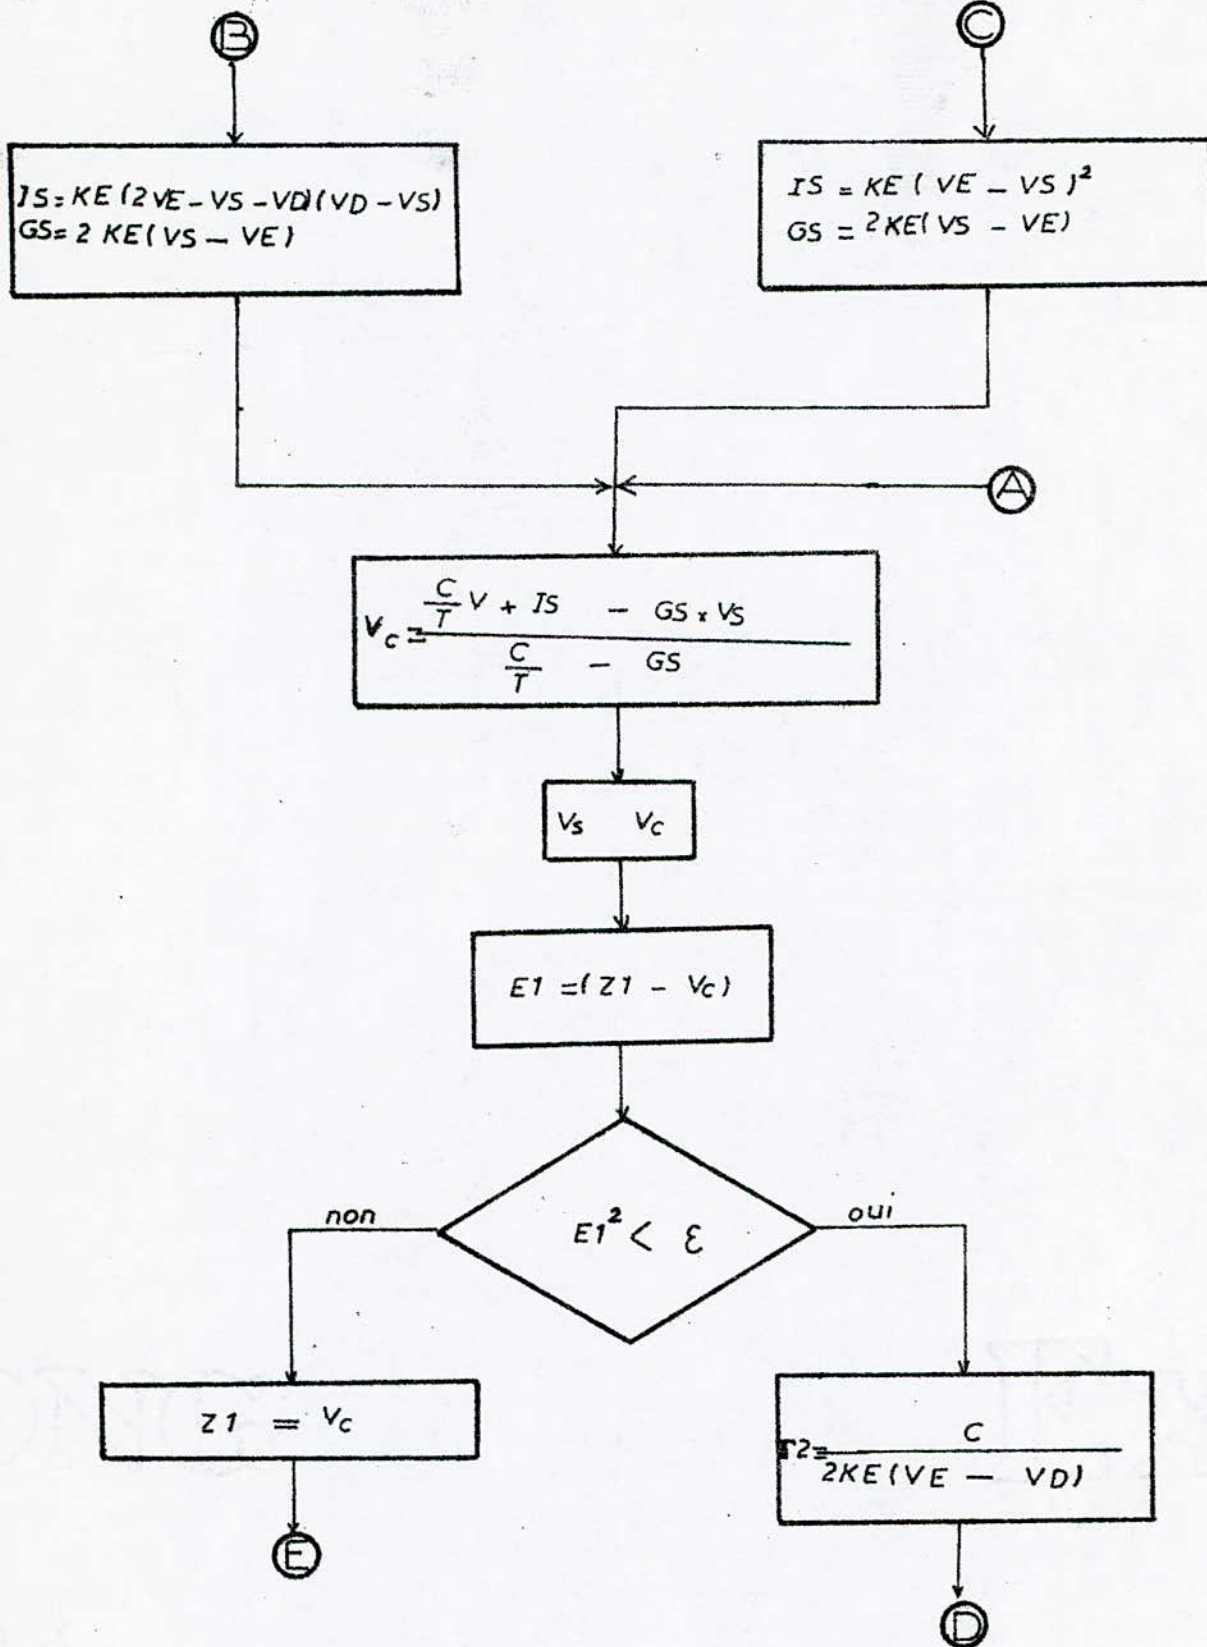 B
C
IS = KE (2VE - VS - VD)(VD - VS)
GS = 2 KE(VS - VE)
IS = KE ( VE - VS )²
GS = 2KE( VS - VE)
A
Vc = (C/T V + IS - GS × VS) / (C/T - GS)
Vs Vc
E1 = (Z1 - Vc)
non
E1² < ε
oui
Z1 = Vc
T2 = C / 2KE(VE - VD)
E
D